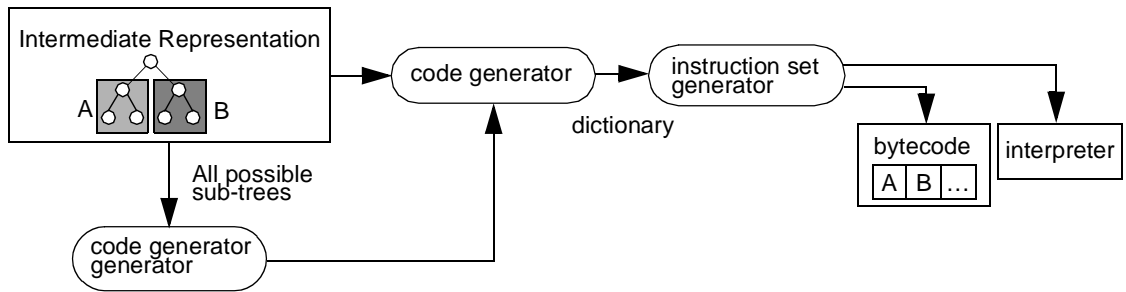 Intermediate Representation
A
B
All possible
sub-trees
code generator
generator
code generator
dictionary
instruction set
generator
bytecode
A B ...
interpreter